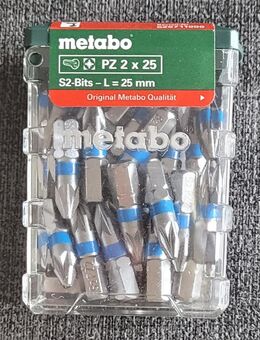 metabo
PZ 2 x 25
S2-Bits – L = 25 mm
Original Metabo Qualität
metabo